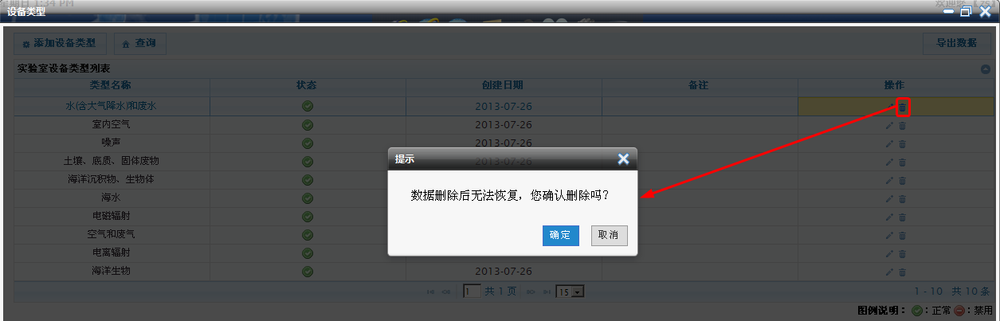 星期日 1:34 PM
设备类型
添加设备类型 查询 导出数据
实验室设备类型列表
类型名称 状态 创建日期 备注 操作
水(含大气降水)和废水 2013-07-26
室内空气 2013-07-26
噪声 2013-07-26
土壤、底质、固体废物 2013-07-26
海洋沉积物、生物体
海水
电磁辐射
空气和废气
电离辐射
海洋生物 2013-07-26
提示
数据删除后无法恢复，您确认删除吗？
确定 取消
1 共 1 页 15 1 - 10 共 10 条
图例说明：：正常 ：禁用